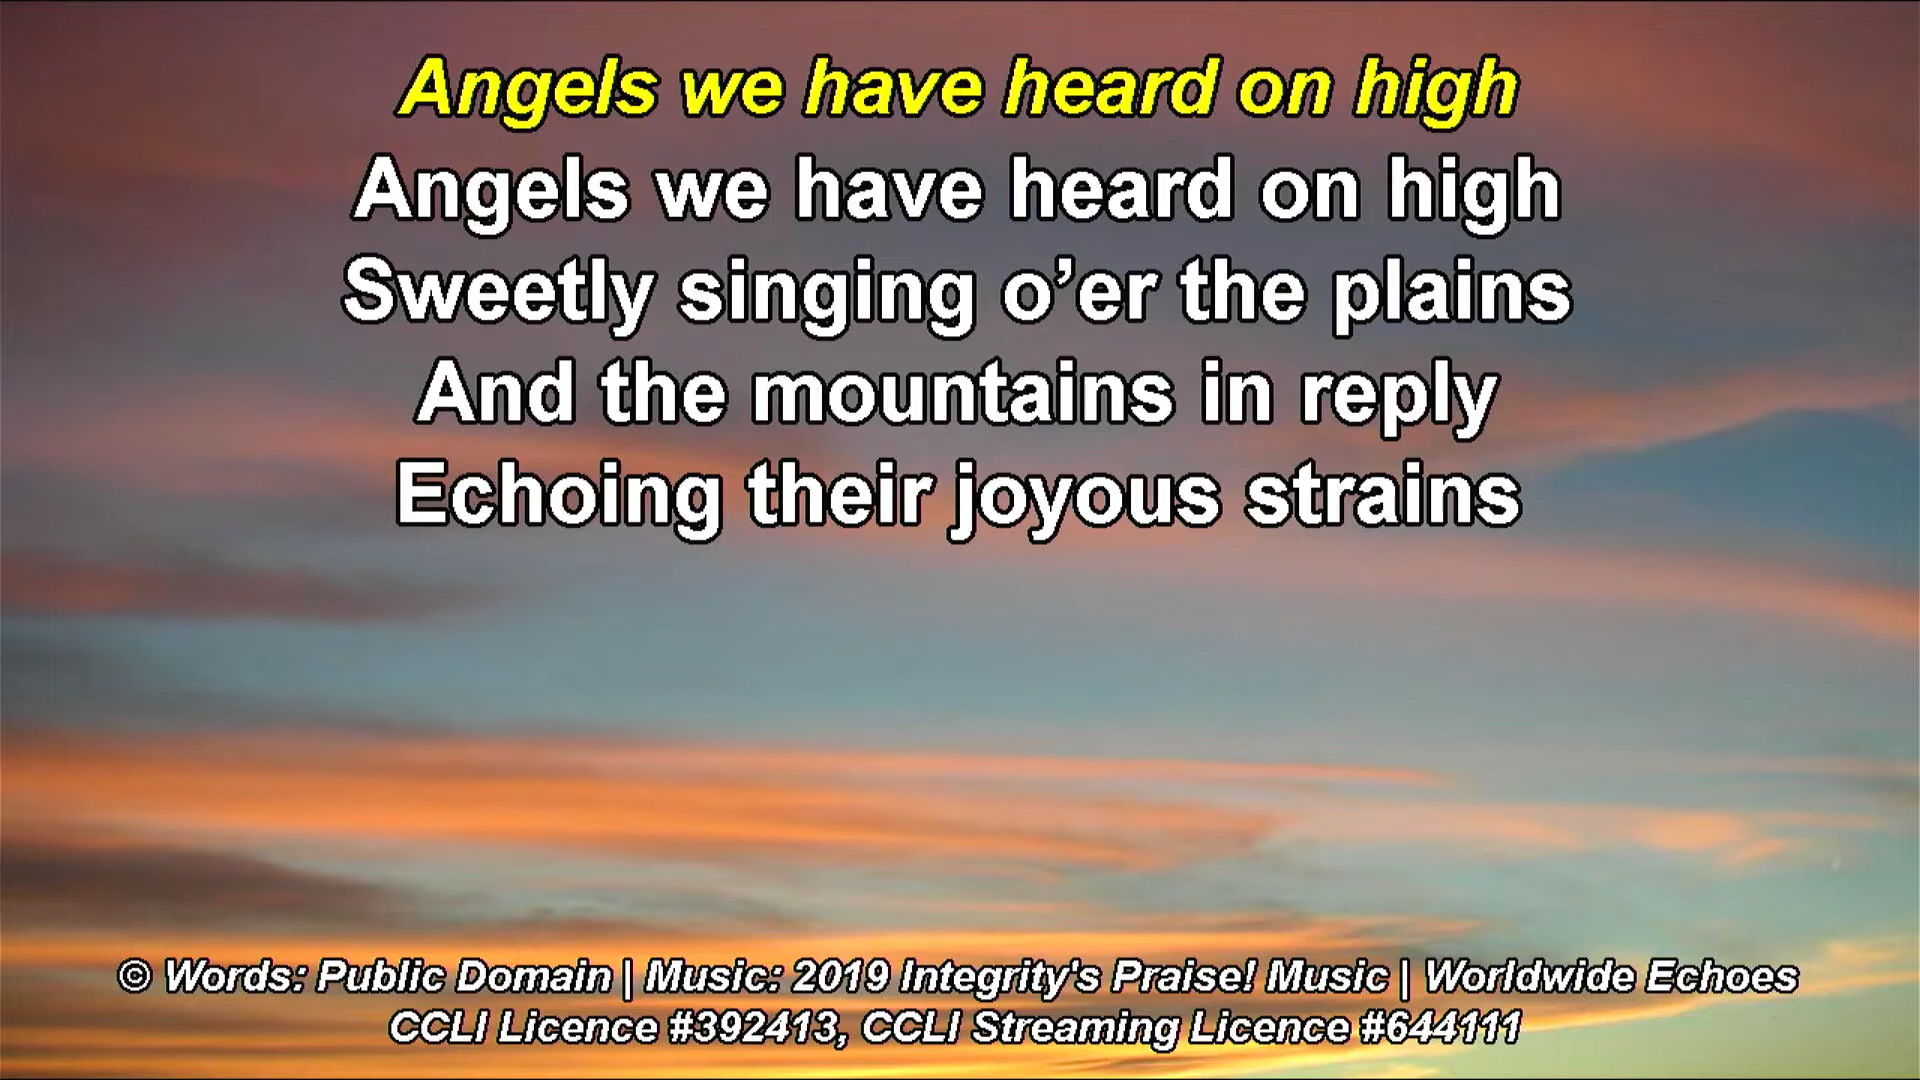 Angels we have heard on high
Angels we have heard on high
Sweetly singing o’er the plains
And the mountains in reply
Echoing their joyous strains
© Words: Public Domain | Music: 2019 Integrity's Praise! Music | Worldwide Echoes
CCLI Licence #392413, CCLI Streaming Licence #644111